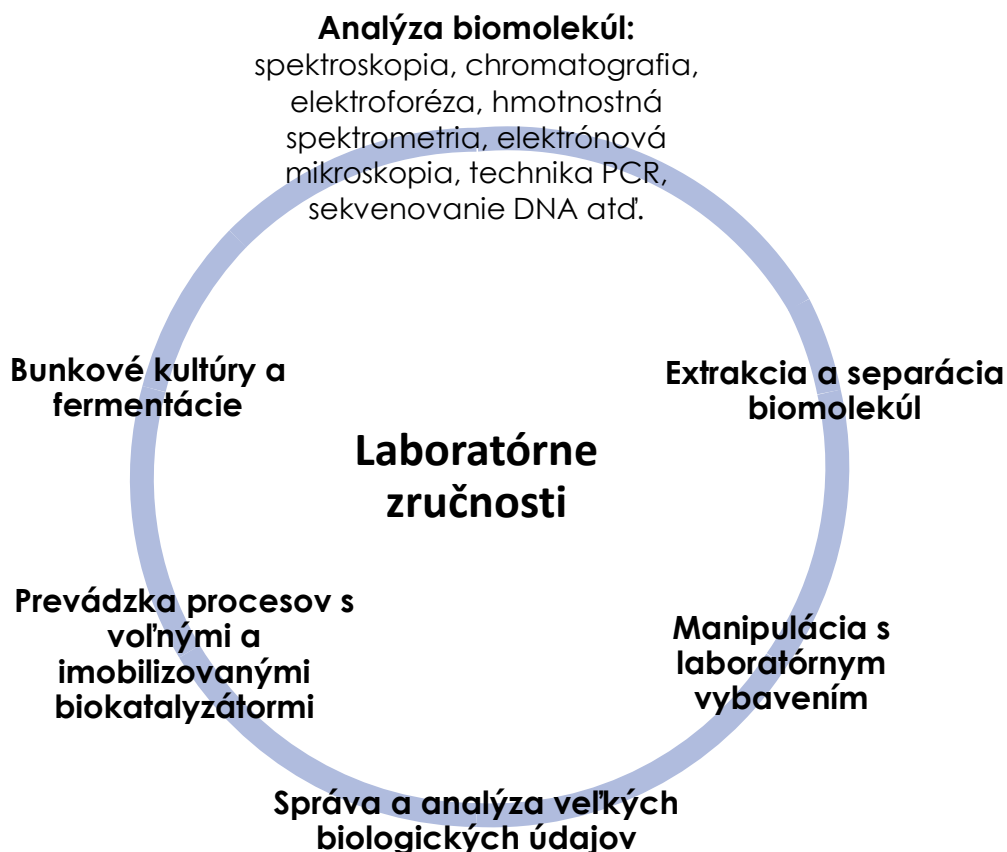 Analýza biomolekúl:
spektroskopia, chromatografia,
elektroforéza, hmotnostná
spektrometria, elektrónová
mikroskopia, technika PCR,
sekvenovanie DNA atď.
Bunkové kultúry a
fermentácie
Extrakcia a separácia
biomolekúl
Laboratórne
zručnosti
Prevádzka procesov s
voľnými a
imobilizovanými
biokatalyzátormi
Manipulácia s
laboratórnym
vybavením
Správa a analýza veľkých
biologických údajov